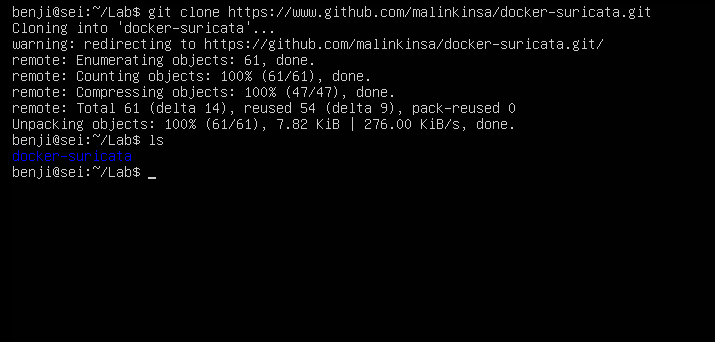 benji@sei:~/Lab$ git clone https://www.github.com/malinkinsa/docker-suricata.git
Cloning into 'docker-suricata'...
warning: redirecting to https://github.com/malinkinsa/docker-suricata.git/
remote: Enumerating objects: 61, done.
remote: Counting objects: 100% (61/61), done.
remote: Compressing objects: 100% (47/47), done.
remote: Total 61 (delta 14), reused 54 (delta 9), pack-reused 0
Unpacking objects: 100% (61/61), 7.82 KiB | 276.00 KiB/s, done.
benji@sei:~/Lab$ ls
docker-suricata
benji@sei:~/Lab$ _